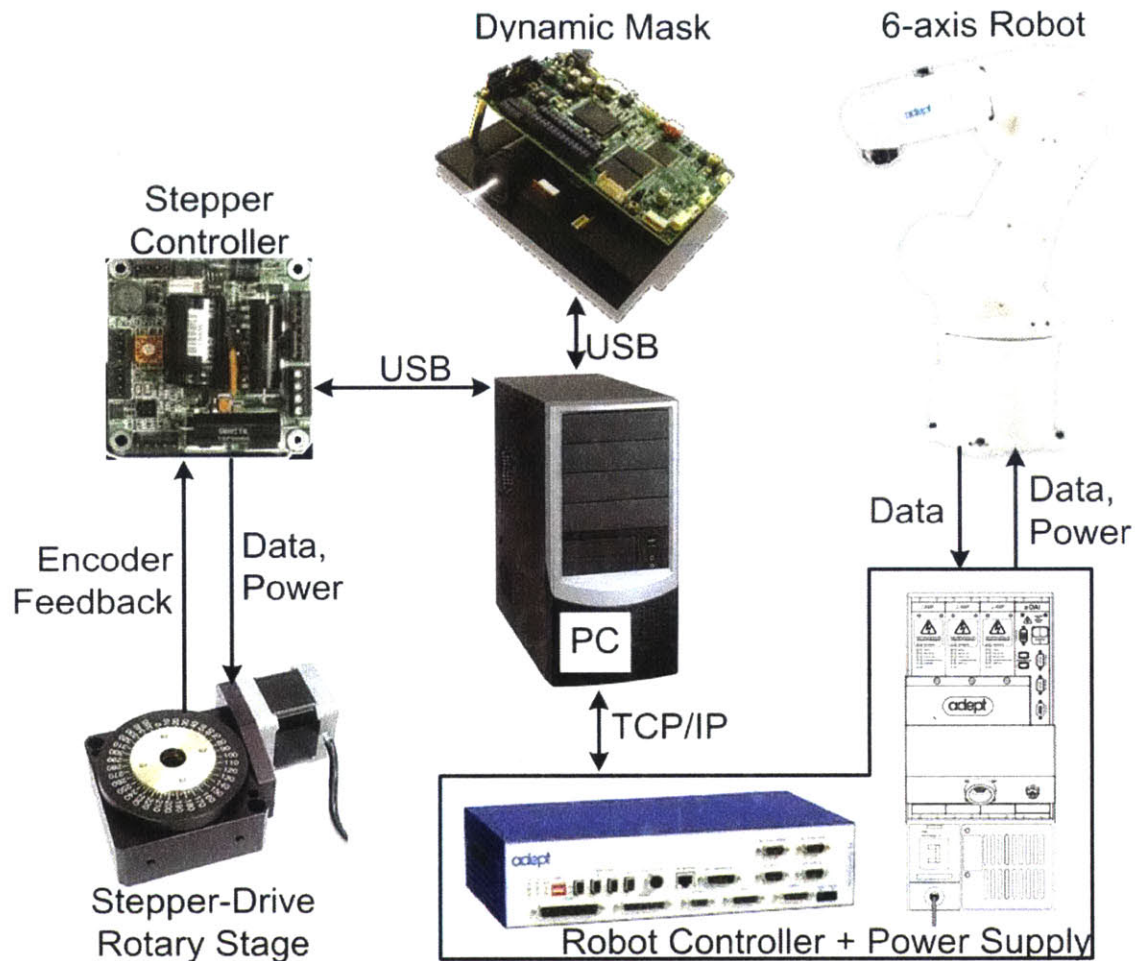 Dynamic Mask
6-axis Robot
adept
Stepper
Controller
USB
USB
Data
Data,
Power
Encoder
Feedback
Data,
Power
PC
TCP/IP
adept
adept
Stepper-Drive
Rotary Stage
Robot Controller + Power Supply